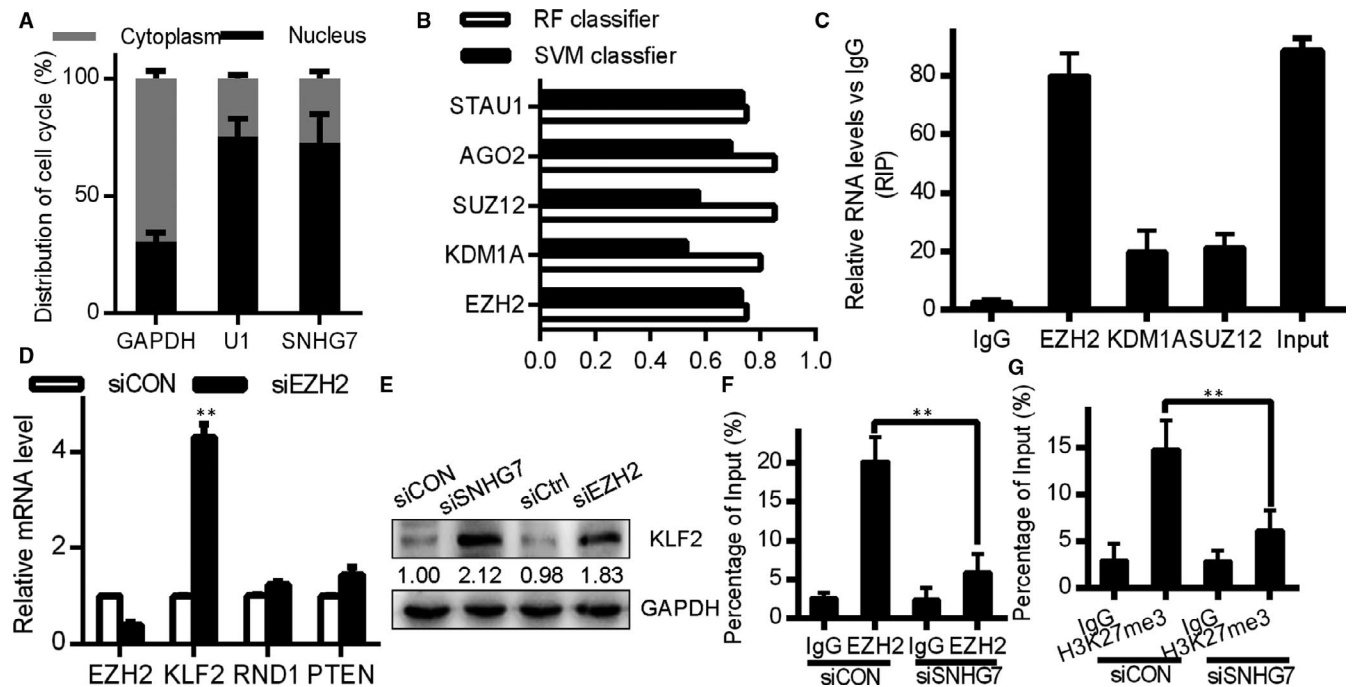 A
Cytoplasm Nucleus
Distribution of cell cycle (%)
100
50
0
GAPDH U1 SNHG7
B
RF classifier
SVM classfier
STAU1
AGO2
SUZ12
KDM1A
EZH2
0.0 0.2 0.4 0.6 0.8 1.0
C
Relative RNA levels vs IgG
(RIP)
80
60
40
20
0
IgG EZH2 KDM1A SUZ12 Input
D
siCON siEZH2
Relative mRNA level
4
2
0
**
EZH2 KLF2 RND1 PTEN
E
siCON siSNHG7 siCtrl siEZH2
KLF2
1.00 2.12 0.98 1.83
GAPDH
F
Percentage of Input (%)
20
15
10
5
0
**
IgG EZH2 IgG EZH2
siCON siSNHG7
G
Percentage of Input (%)
15
10
5
0
**
IgG H3K27me3 IgG H3K27me3
siCON siSNHG7